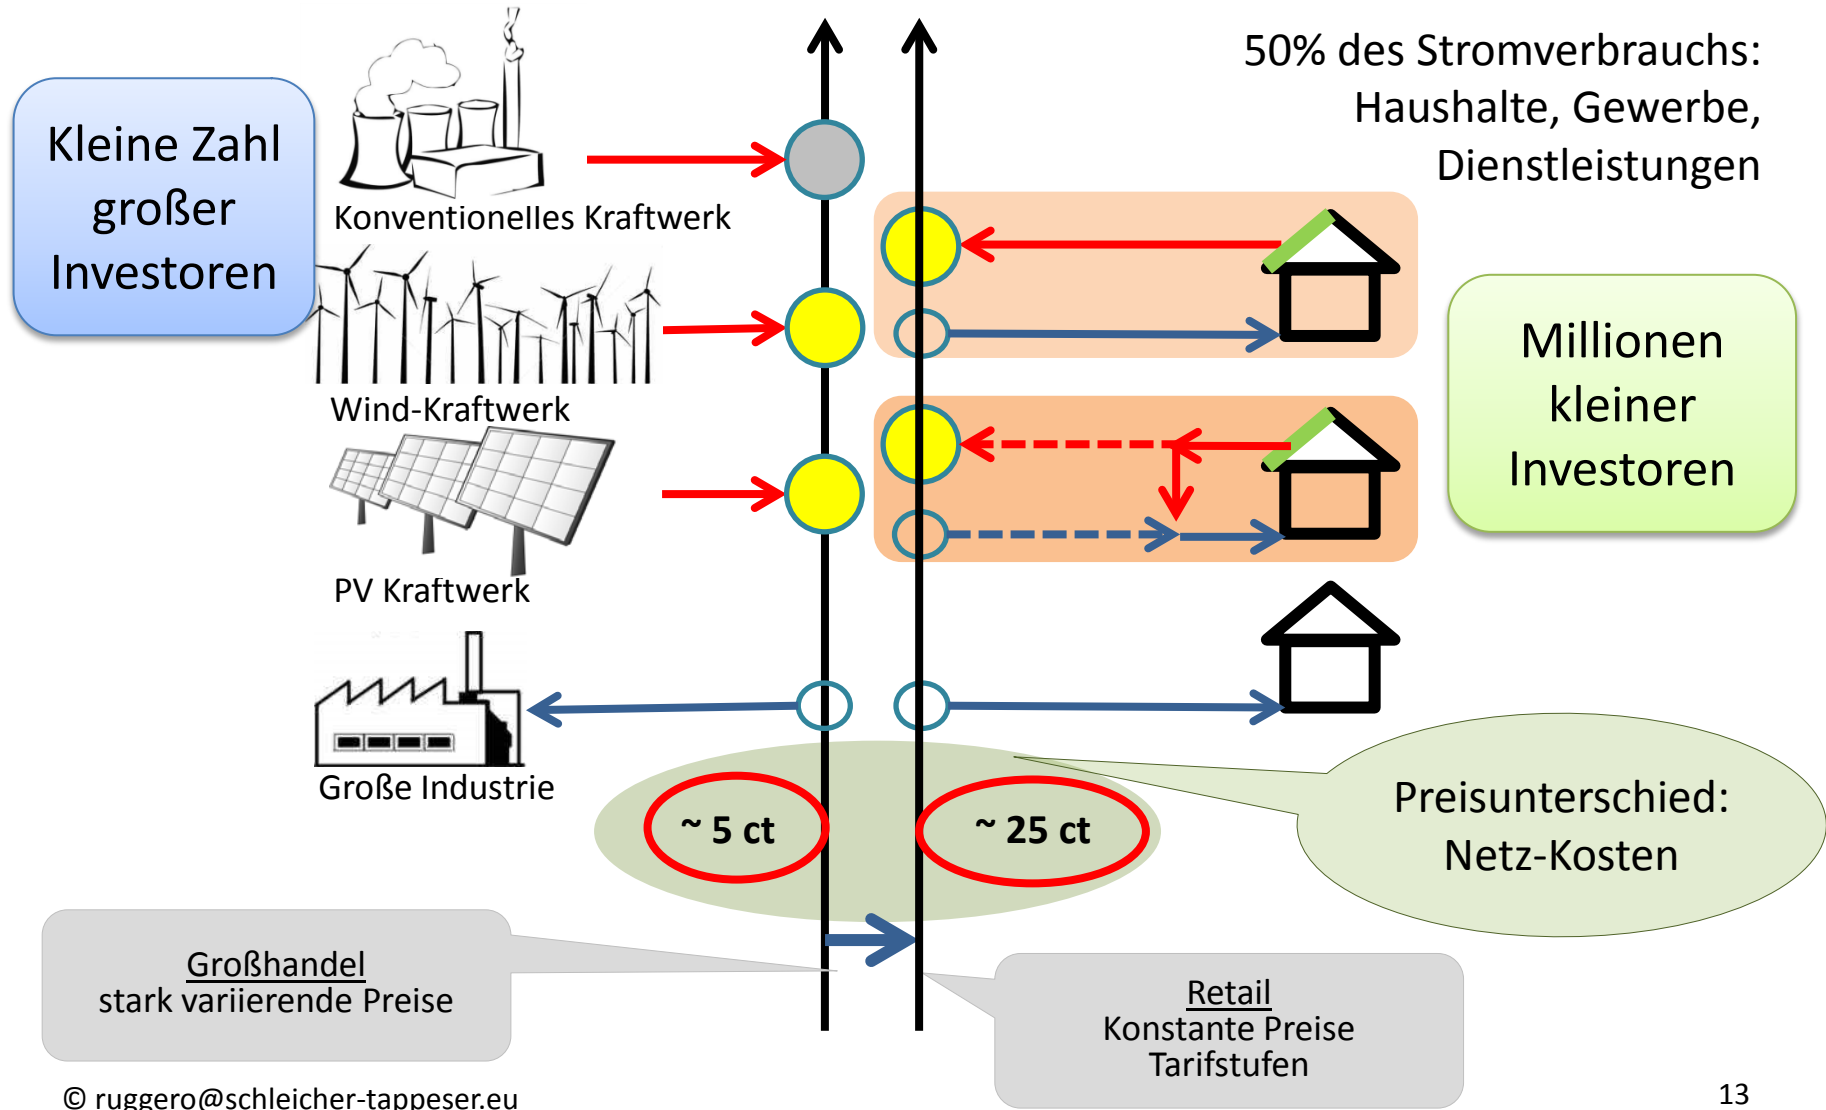 50% des Stromverbrauchs:
Haushalte, Gewerbe,
Dienstleistungen
Kleine Zahl
großer
Investoren
Konventionelles Kraftwerk
Wind-Kraftwerk
PV Kraftwerk
Große Industrie
Millionen
kleiner
Investoren
~ 5 ct
~ 25 ct
Preisunterschied:
Netz-Kosten
Großhandel
stark variierende Preise
Retail
Konstante Preise
Tarifstufen
© ruggero@schleicher-tappeser.eu
13